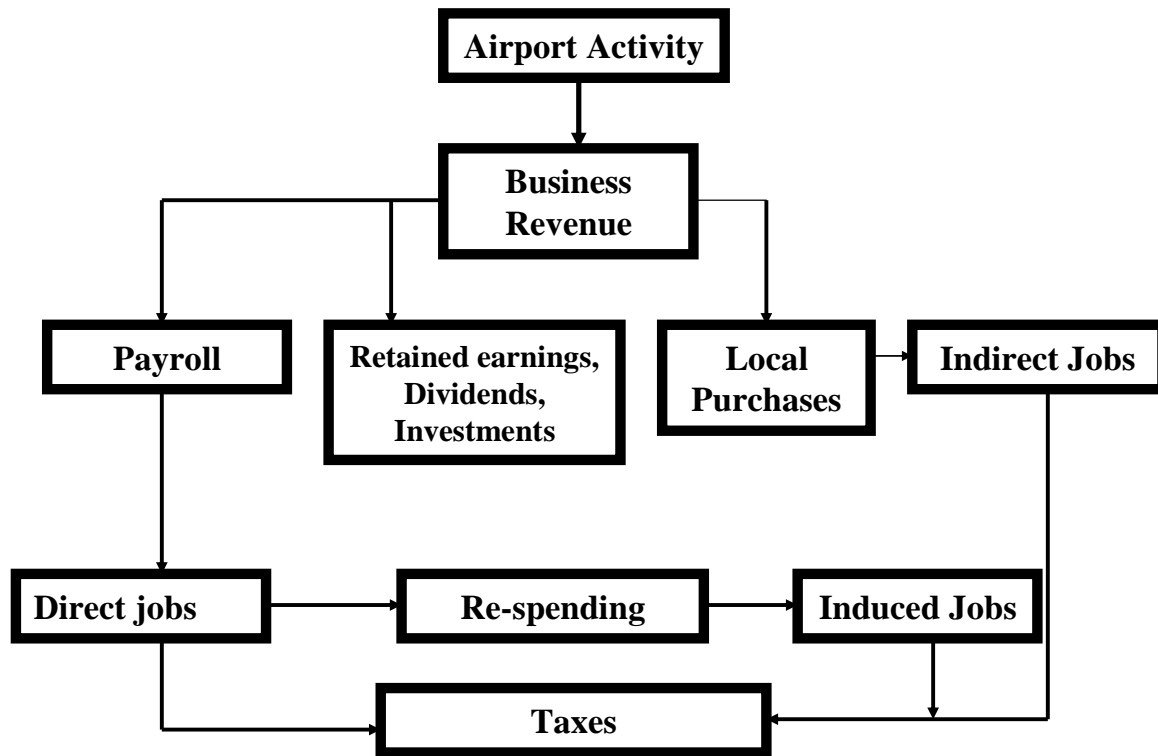 Airport Activity
Business
Revenue
Payroll
Retained earnings,
Dividends,
Investments
Local
Purchases
Indirect Jobs
Direct jobs
Re-spending
Induced Jobs
Taxes